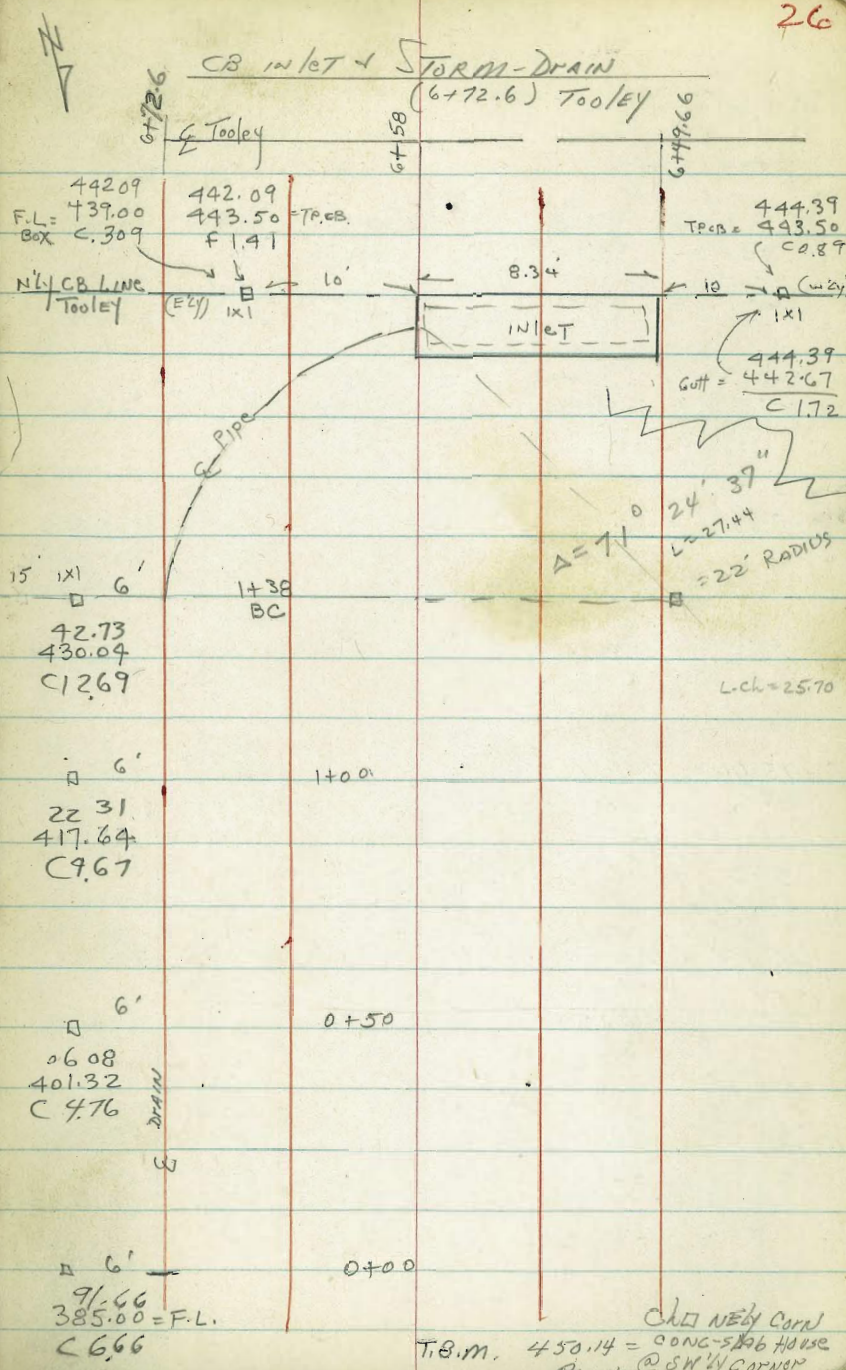 26
CB INLET & STORM-DRAIN
(6+72.6) TOOLEY
6+72.6
℄ Tooley
6+58
6+49.66
442 09
F.L. = 439.00
BOX C. 309
442.09
443.50 = TP.CB.
F 1.41
444.39
TP.CB = 443.50
C 0.89
N'LY CB LINE
TOOLEY
(E'LY)
1X1
10'
8.34'
10
(W'LY)
1X1
INLET
444.39
Gutt = 442.67
C 1.72
℄ PIPE
Δ = 71° 24' 37"
L = 27.44
= 22' RADIUS
15' 1X1 6'
1+38
BC
42.73
430.04
C 12.69
L.Ch = 25.70
6'
1+00
22 31
417.64
C 4.67
6'
0+50
06 08
401.32
C 4.76
℄ DRAIN
6'
0+00
91.66
385.00 = F.L.
C 6.66
T.B.M. 450.14 =
Ch □ NELY CORN
CONC-SLAB HOUSE
@ SW'LY CORNER